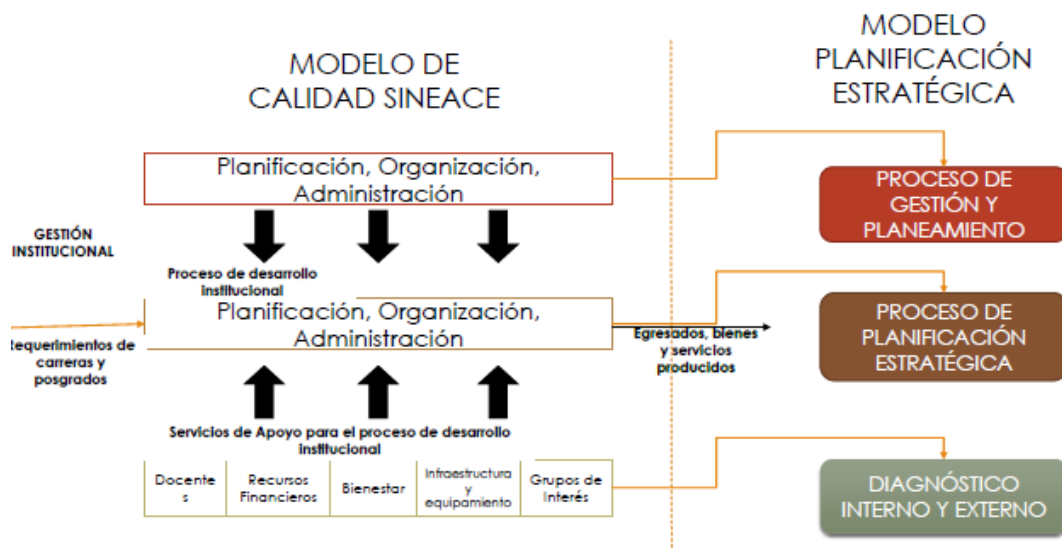 MODELO DE
CALIDAD SINEACE
MODELO
PLANIFICACIÓN
ESTRATÉGICA
Planificación, Organización,
Administración
PROCESO DE
GESTIÓN Y
PLANEAMIENTO
GESTIÓN
INSTITUCIONAL
Proceso de desarrollo
institucional
Planificación, Organización,
Administración
Requerimientos de
carreras y
posgrados
Egresados, bienes
y servicios
producidos
PROCESO DE
PLANIFICACIÓN
ESTRATÉGICA
Servicios de Apoyo para el proceso de desarrollo
institucional
Docente
s
Recursos
Financieros
Bienestar
Infraestructura
y
equipamiento
Grupos de
Interés
DIAGNÓSTICO
INTERNO Y EXTERNO